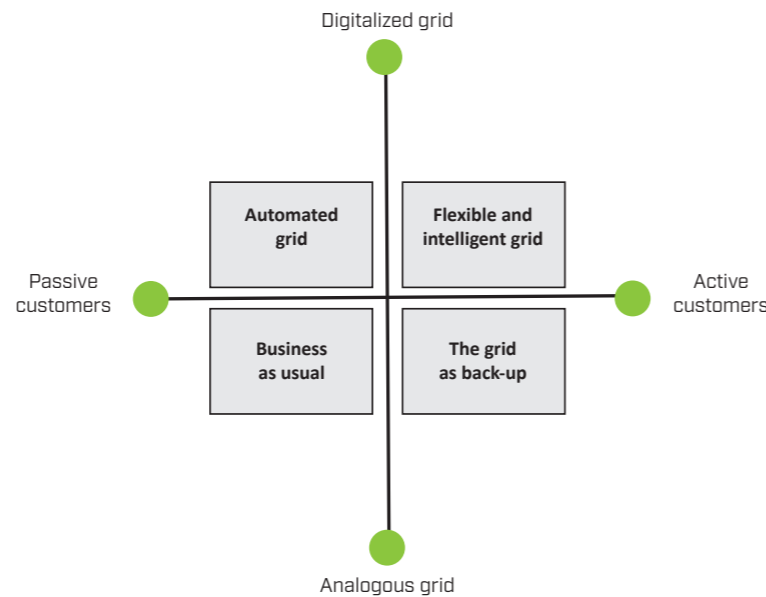 Digitalized grid
Automated
grid
Flexible and
intelligent grid
Passive
customers
Active
customers
Business
as usual
The grid
as back-up
Analogous grid